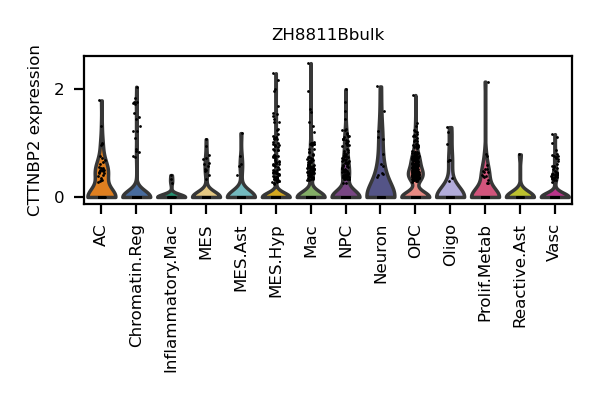 ZH8811Bbulk
CTTNBP2 expression
2
0
AC
Chromatin.Reg
Inflammatory.Mac
MES
MES.Ast
MES.Hyp
Mac
NPC
Neuron
OPC
Oligo
Prolif.Metab
Reactive.Ast
Vasc